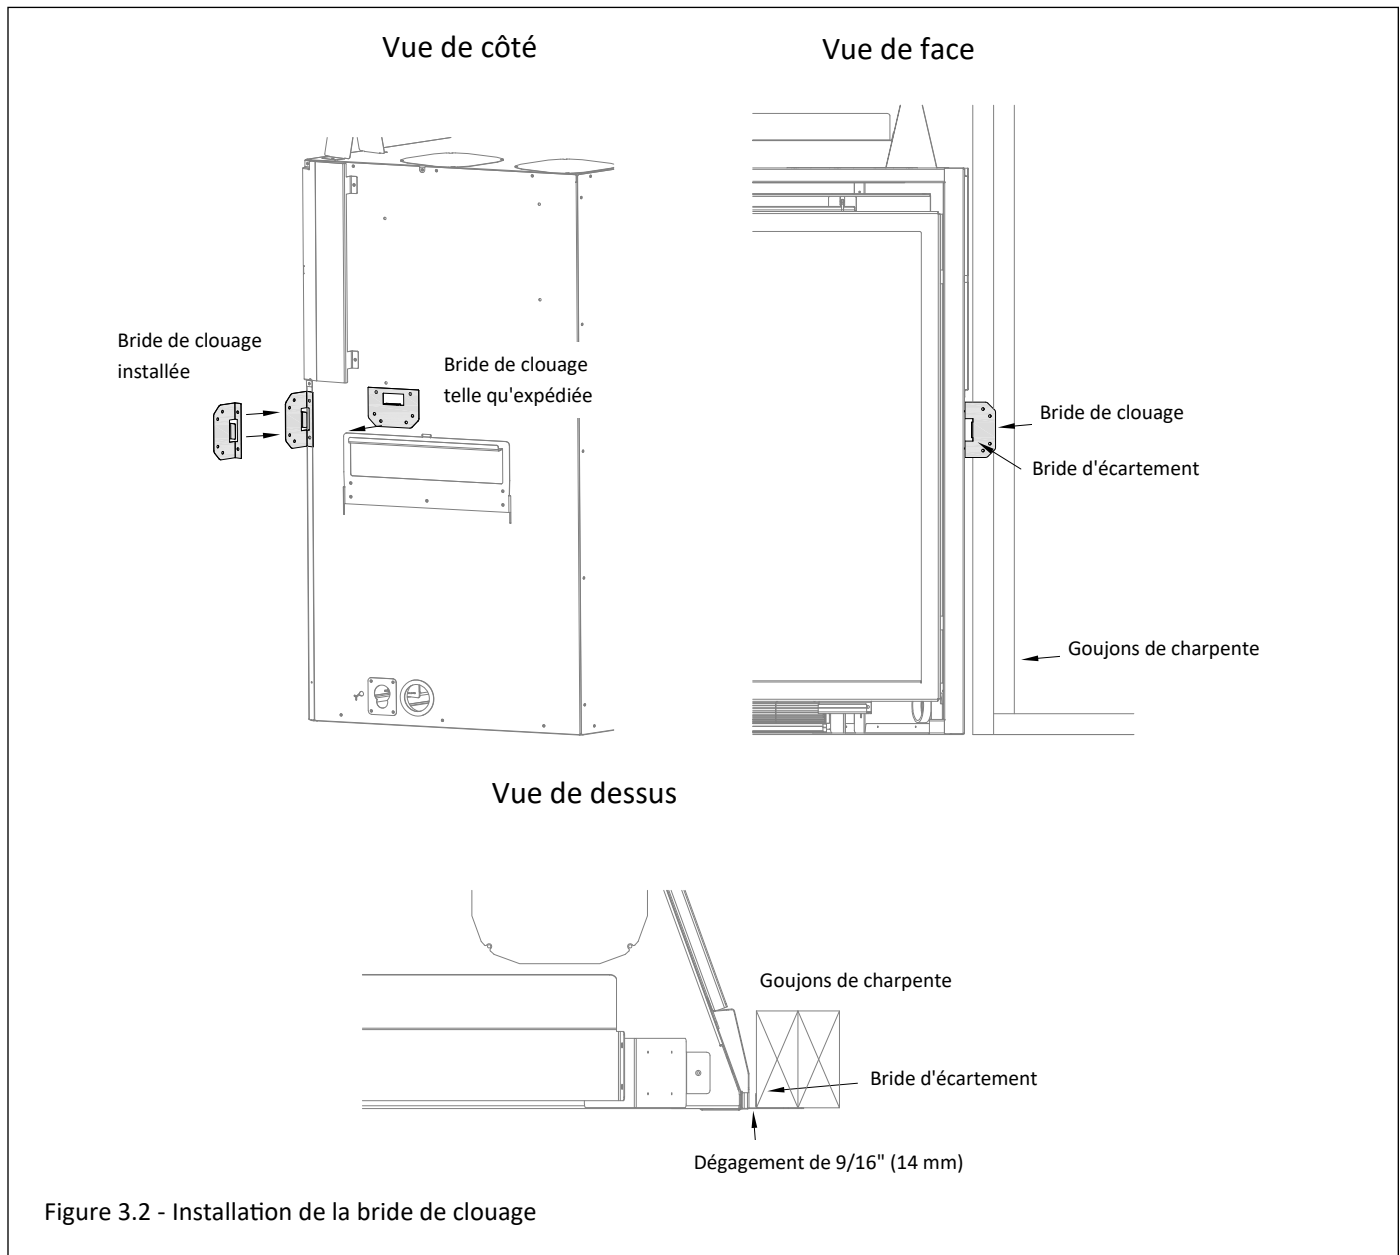 Vue de côté
Vue de face
Bride de clouage
installée
Bride de clouage
telle qu'expédiée
Bride de clouage
Bride d'écartement
Goujons de charpente
Vue de dessus
Goujons de charpente
Bride d'écartement
Dégagement de 9/16" (14 mm)
Figure 3.2 - Installation de la bride de clouage